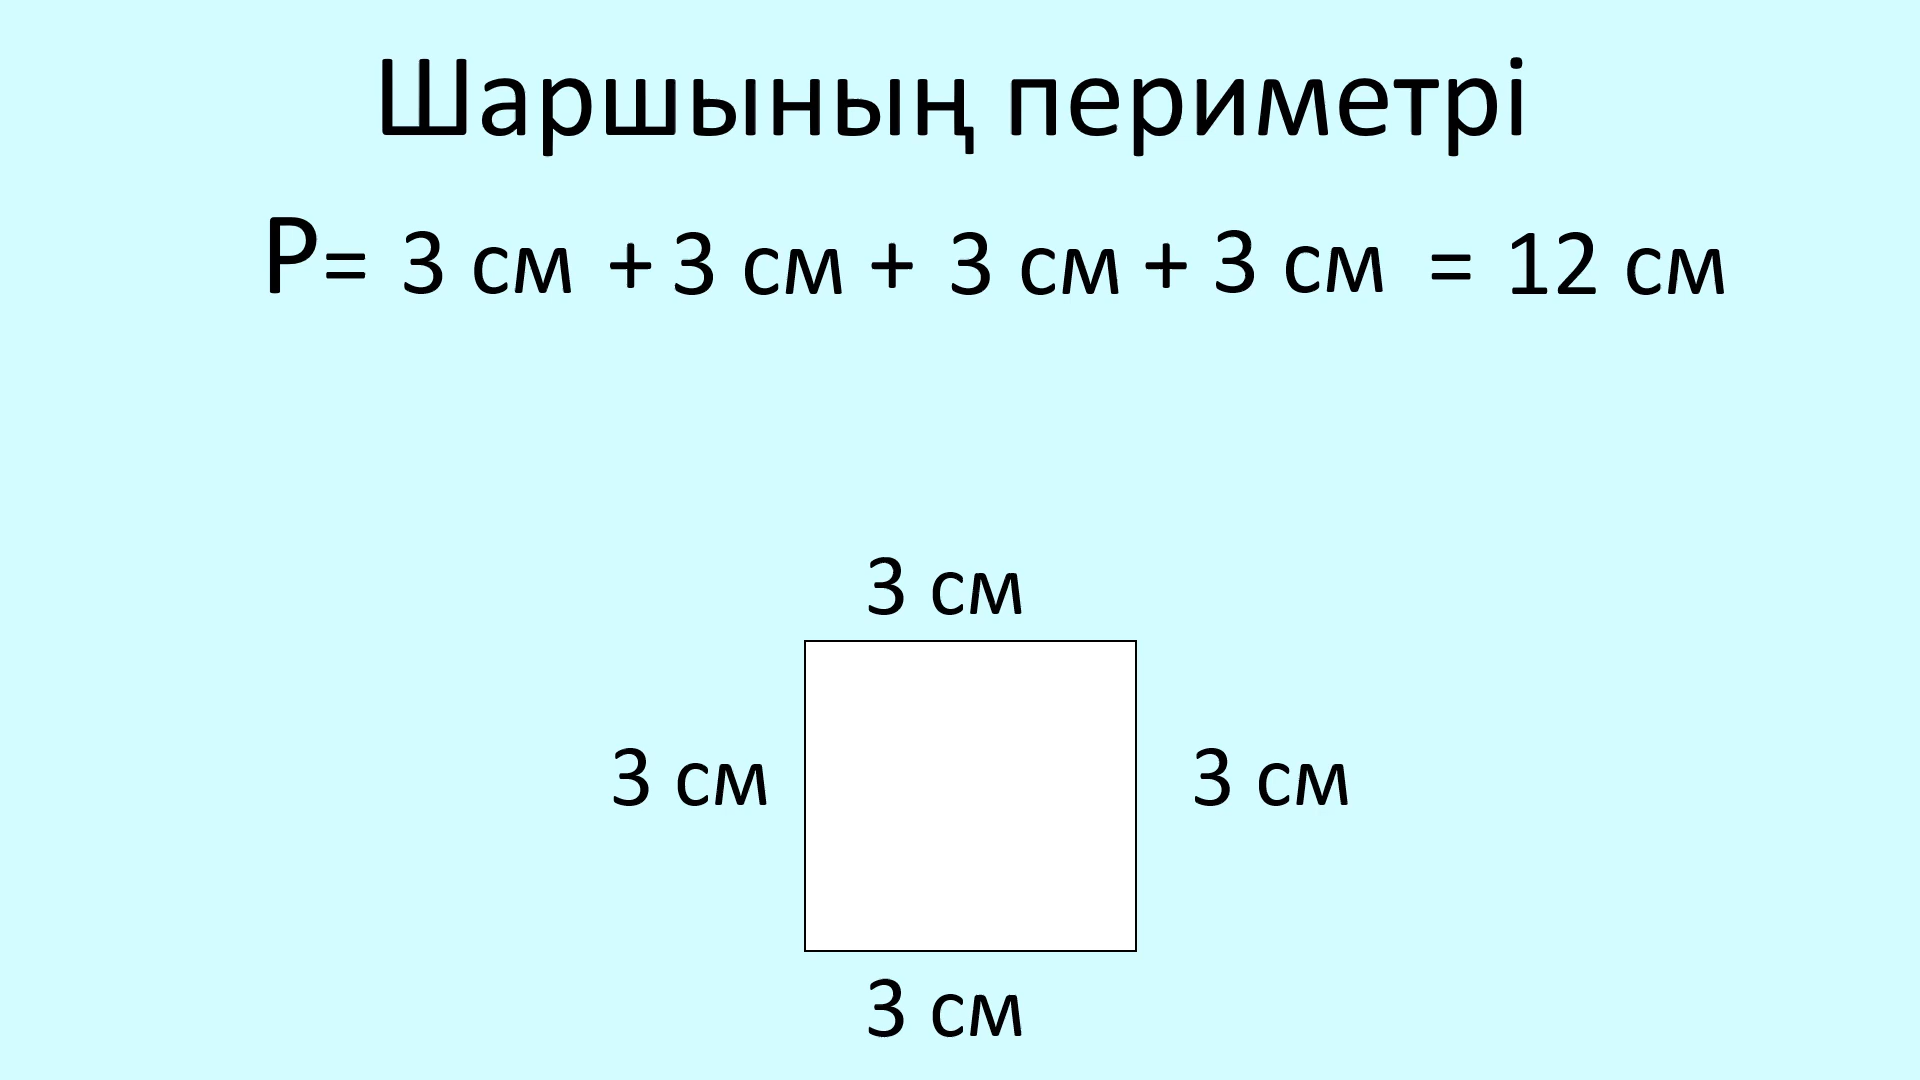 Шаршының периметрі
P= 3 см + 3 см + 3 см + 3 см = 12 см
3 см
3 см 3 см
3 см